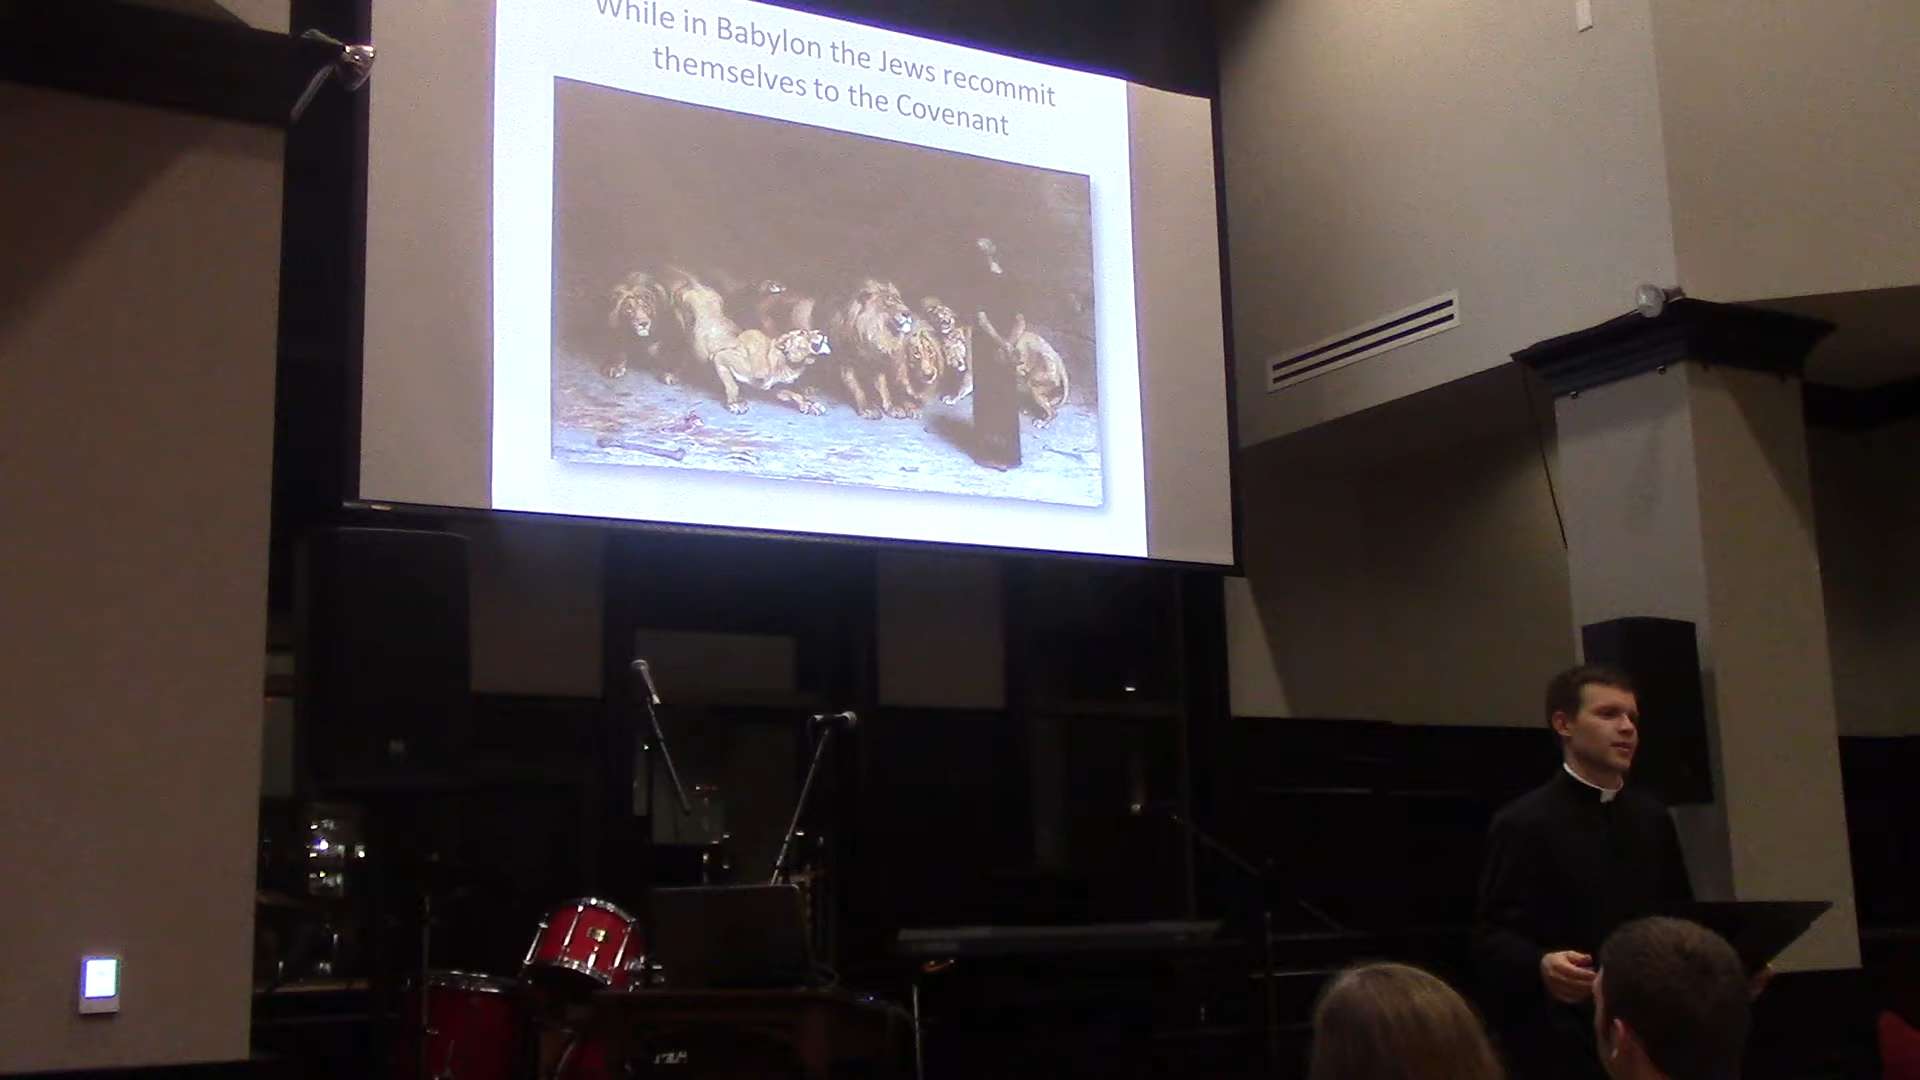 While in Babylon the Jews recommit
themselves to the Covenant